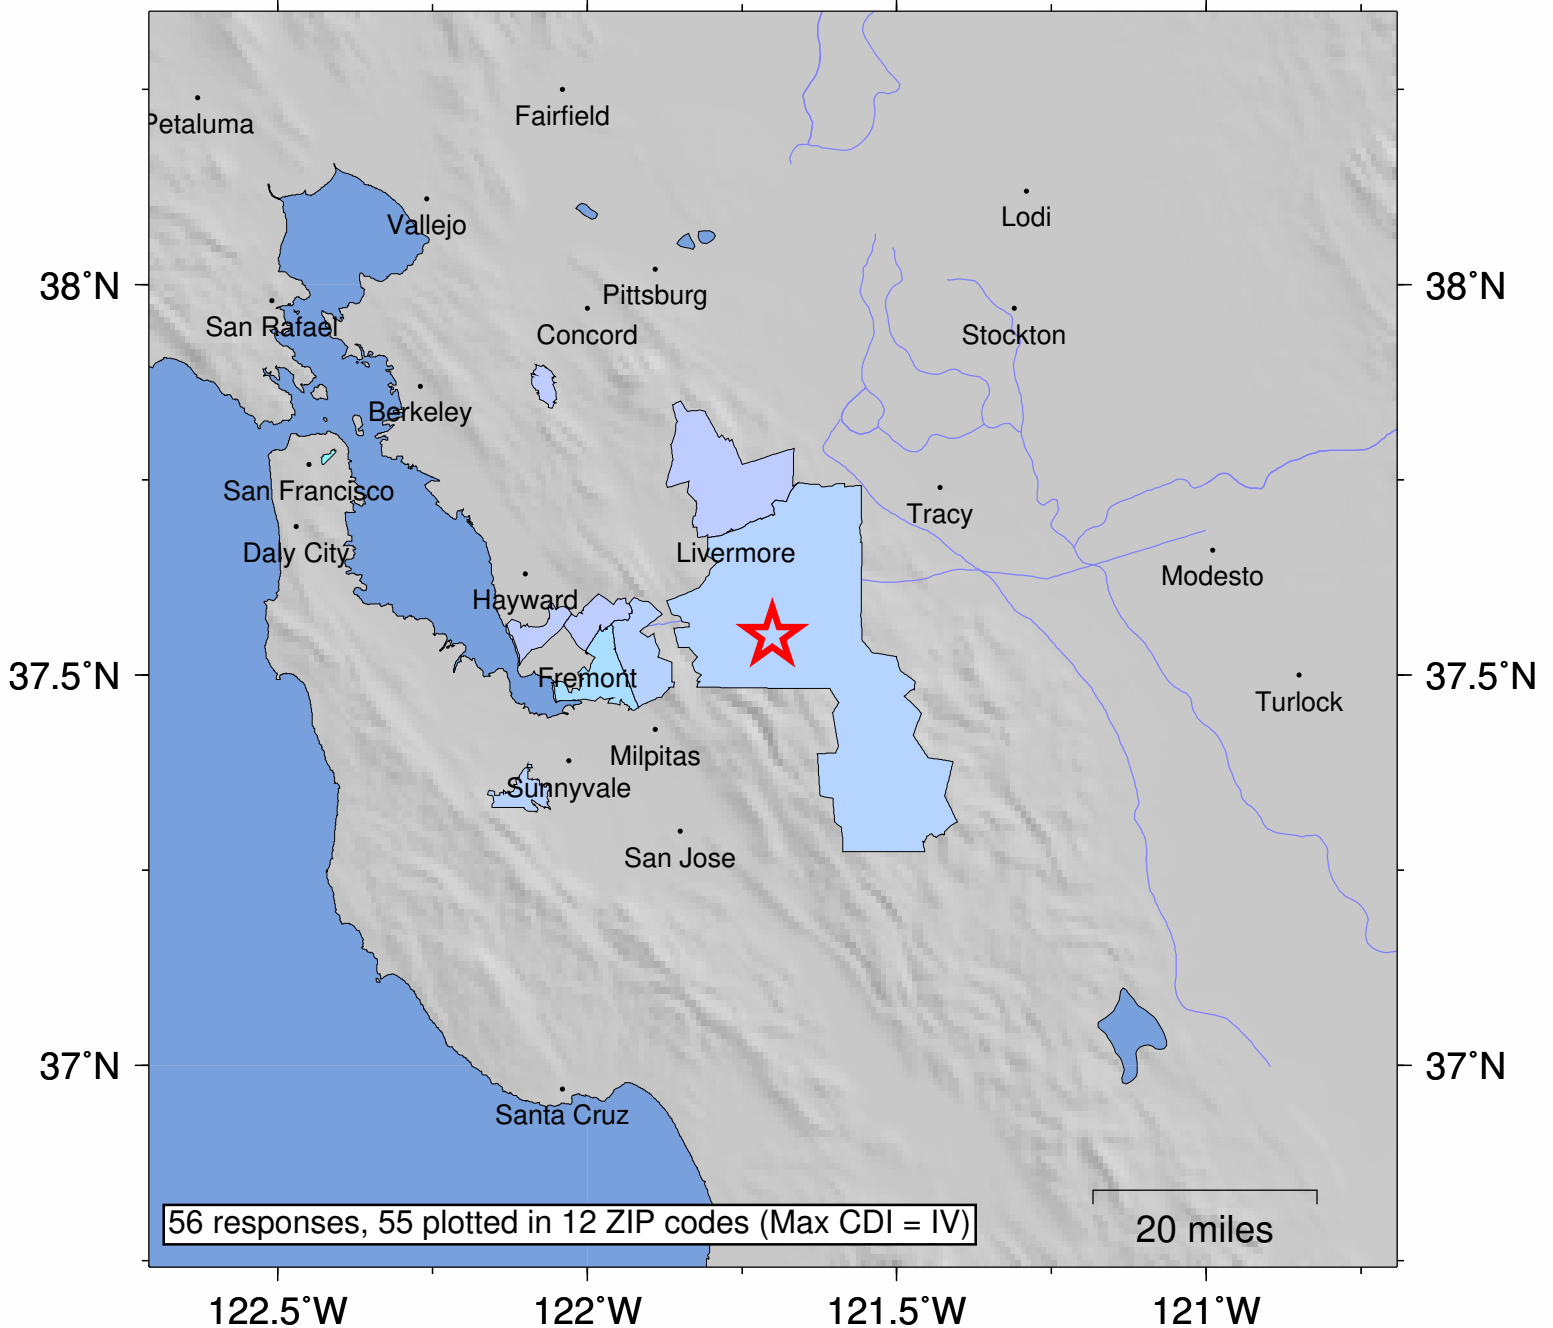 Petaluma
Fairfield
Vallejo
Lodi
38°N
38°N
Pittsburg
San Rafael
Concord
Stockton
Berkeley
San Francisco
Tracy
Daly City
Livermore
Modesto
Hayward
37.5°N
Fremont
37.5°N
Turlock
Milpitas
Sunnyvale
San Jose
37°N
37°N
Santa Cruz
56 responses, 55 plotted in 12 ZIP codes (Max CDI = IV)
20 miles
122.5°W
122°W
121.5°W
121°W